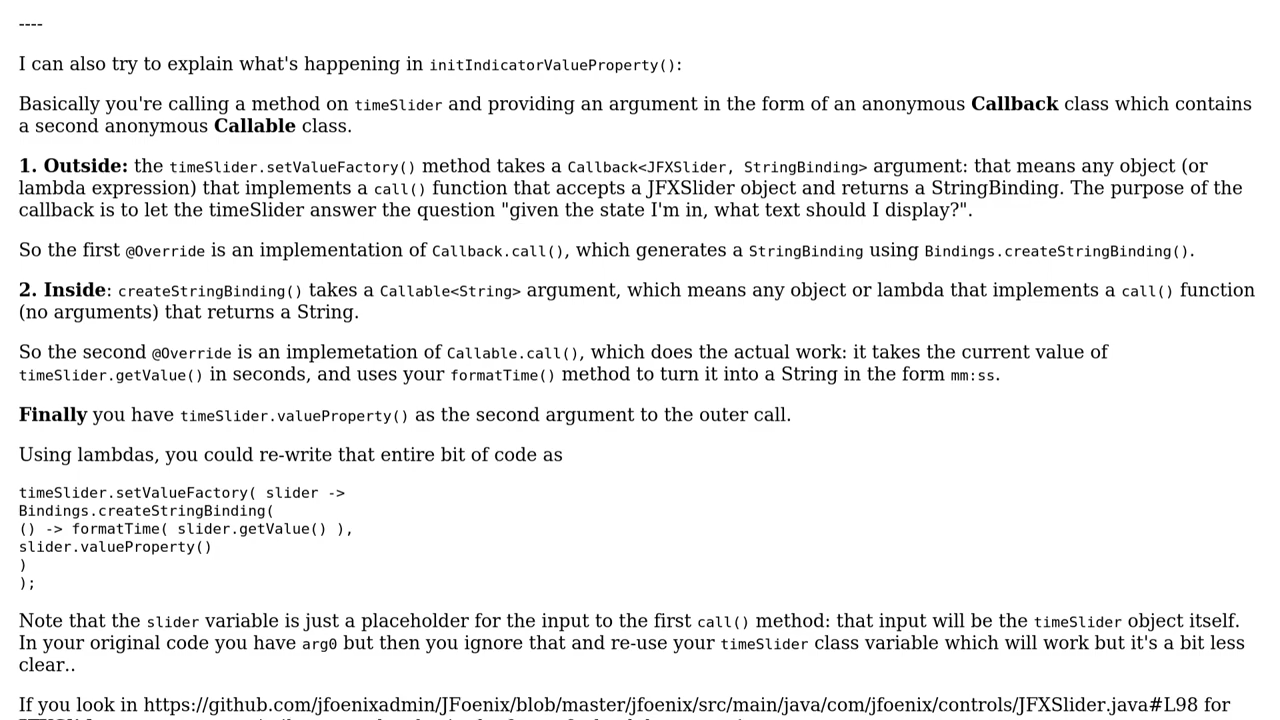 ----
I can also try to explain what's happening in initIndicatorValueProperty():
Basically you're calling a method on timeSlider and providing an argument in the form of an anonymous Callback class which contains
a second anonymous Callable class.
1. Outside: the timeSlider.setValueFactory() method takes a Callback<JFXSlider, StringBinding> argument: that means any object (or
lambda expression) that implements a call() function that accepts a JFXSlider object and returns a StringBinding. The purpose of the
callback is to let the timeSlider answer the question "given the state I'm in, what text should I display?".
So the first @Override is an implementation of Callback.call(), which generates a StringBinding using Bindings.createStringBinding().
2. Inside: createStringBinding() takes a Callable<String> argument, which means any object or lambda that implements a call() function
(no arguments) that returns a String.
So the second @Override is an implemetation of Callable.call(), which does the actual work: it takes the current value of
timeSlider.getValue() in seconds, and uses your formatTime() method to turn it into a String in the form mm:ss.
Finally you have timeSlider.valueProperty() as the second argument to the outer call.
Using lambdas, you could re-write that entire bit of code as
timeSlider.setValueFactory( slider ->
Bindings.createStringBinding(
() -> formatTime( slider.getValue() ),
slider.valueProperty()
)
);
Note that the slider variable is just a placeholder for the input to the first call() method: that input will be the timeSlider object itself.
In your original code you have arg0 but then you ignore that and re-use your timeSlider class variable which will work but it's a bit less
clear..
If you look in https://github.com/jfoenixadmin/JFoenix/blob/master/jfoenix/src/main/java/com/jfoenix/controls/JFXSlider.java#L98 for